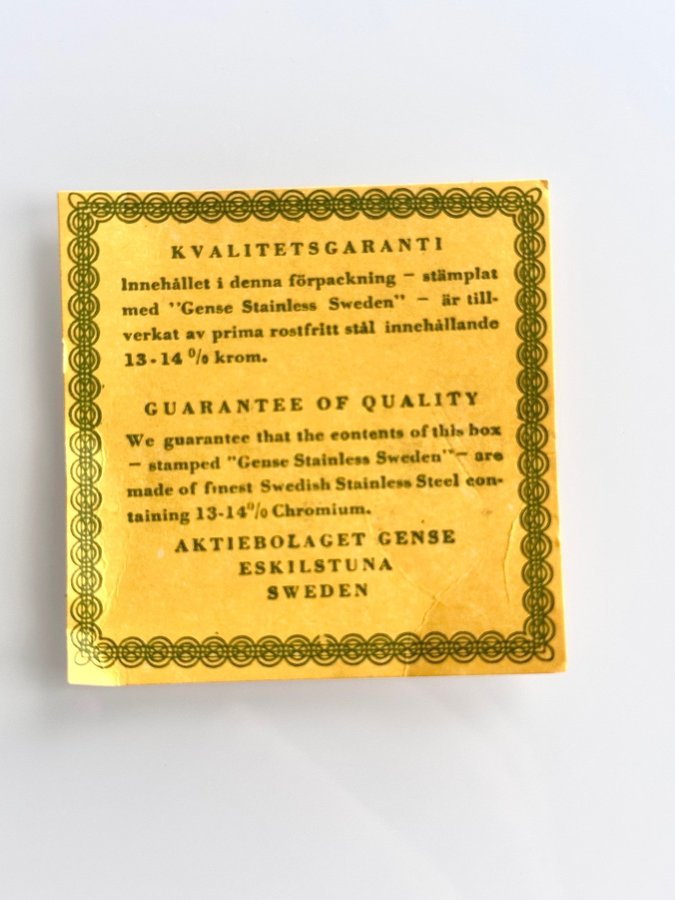 KVALITETSGARANTI
Innehållet i denna förpackning – stämplat
med "Gense Stainless Sweden" – är till-
verkat av prima rostfritt stål innehållande
13-14 % krom.
GUARANTEE OF QUALITY
We guarantee that the contents of this box
– stamped "Gense Stainless Sweden" – are
made of finest Swedish Stainless Steel con-
taining 13-14% Chromium.
AKTIEBOLAGET GENSE
ESKILSTUNA
SWEDEN